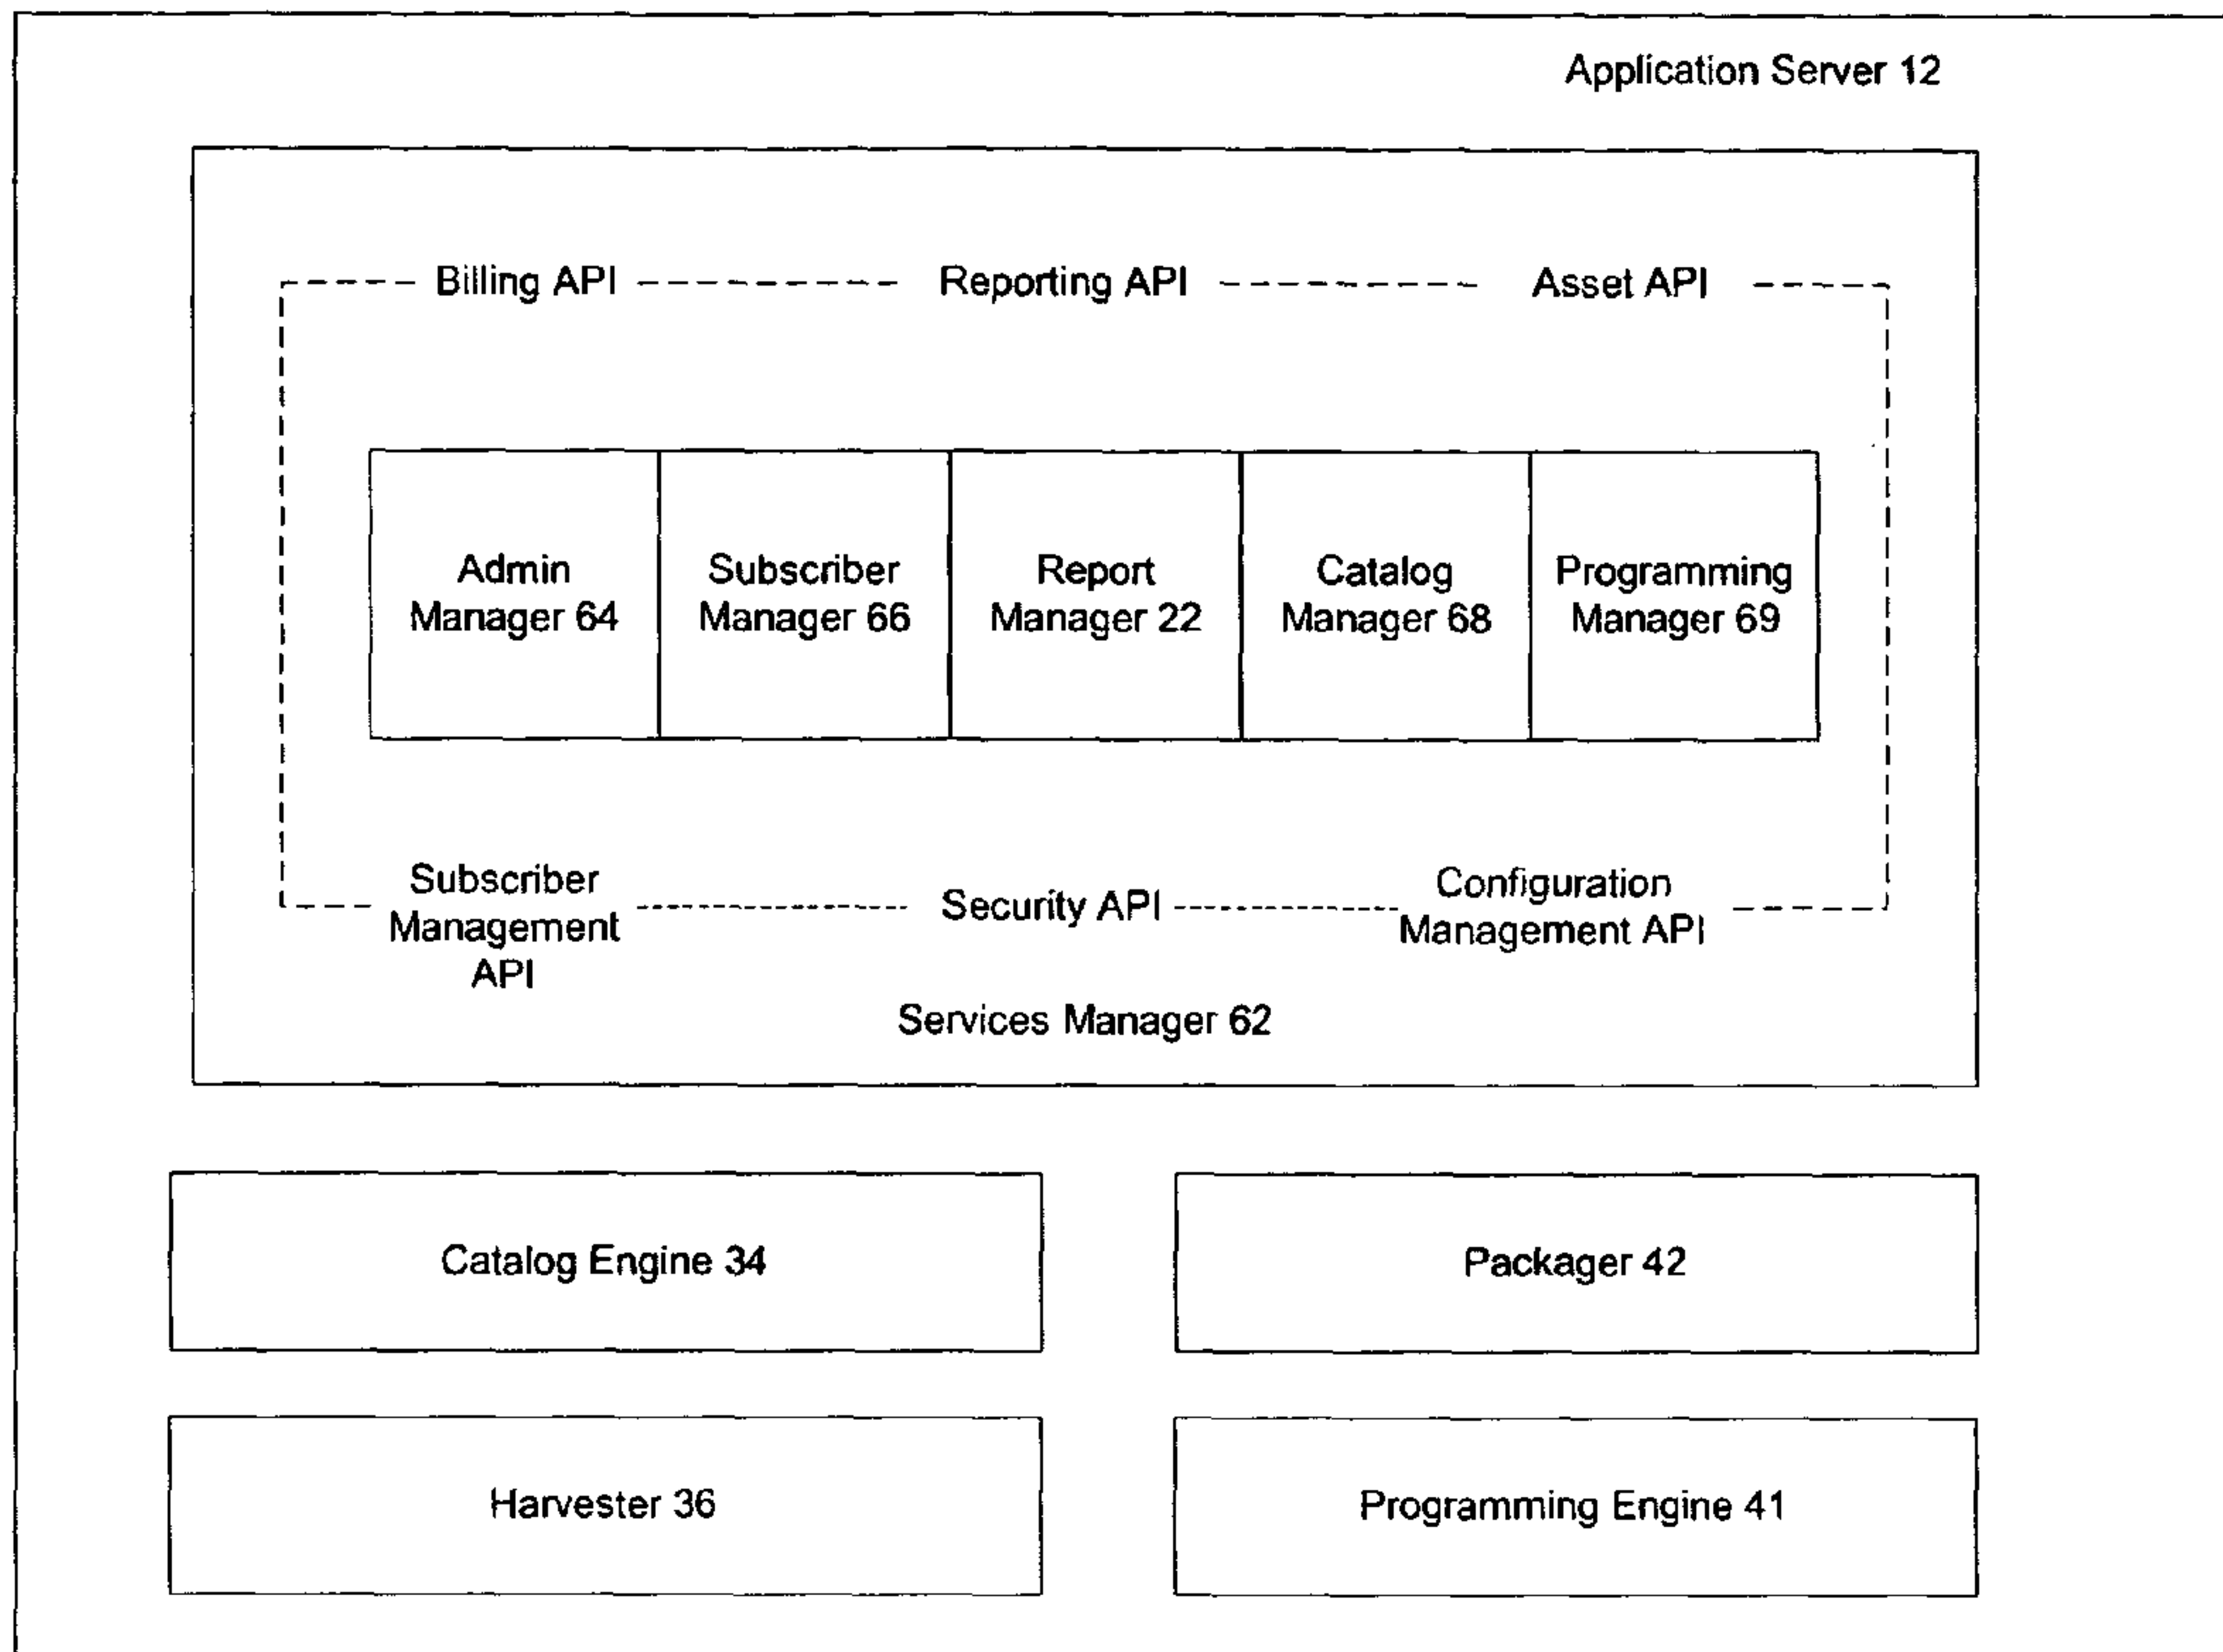 Application Server 12
Billing API
Reporting API
Asset API
Admin
Manager 64
Subscriber
Manager 66
Report
Manager 22
Catalog
Manager 68
Programming
Manager 69
Subscriber
Management
API
Security API
Configuration
Management API
Services Manager 62
Catalog Engine 34
Packager 42
Harvester 36
Programming Engine 41